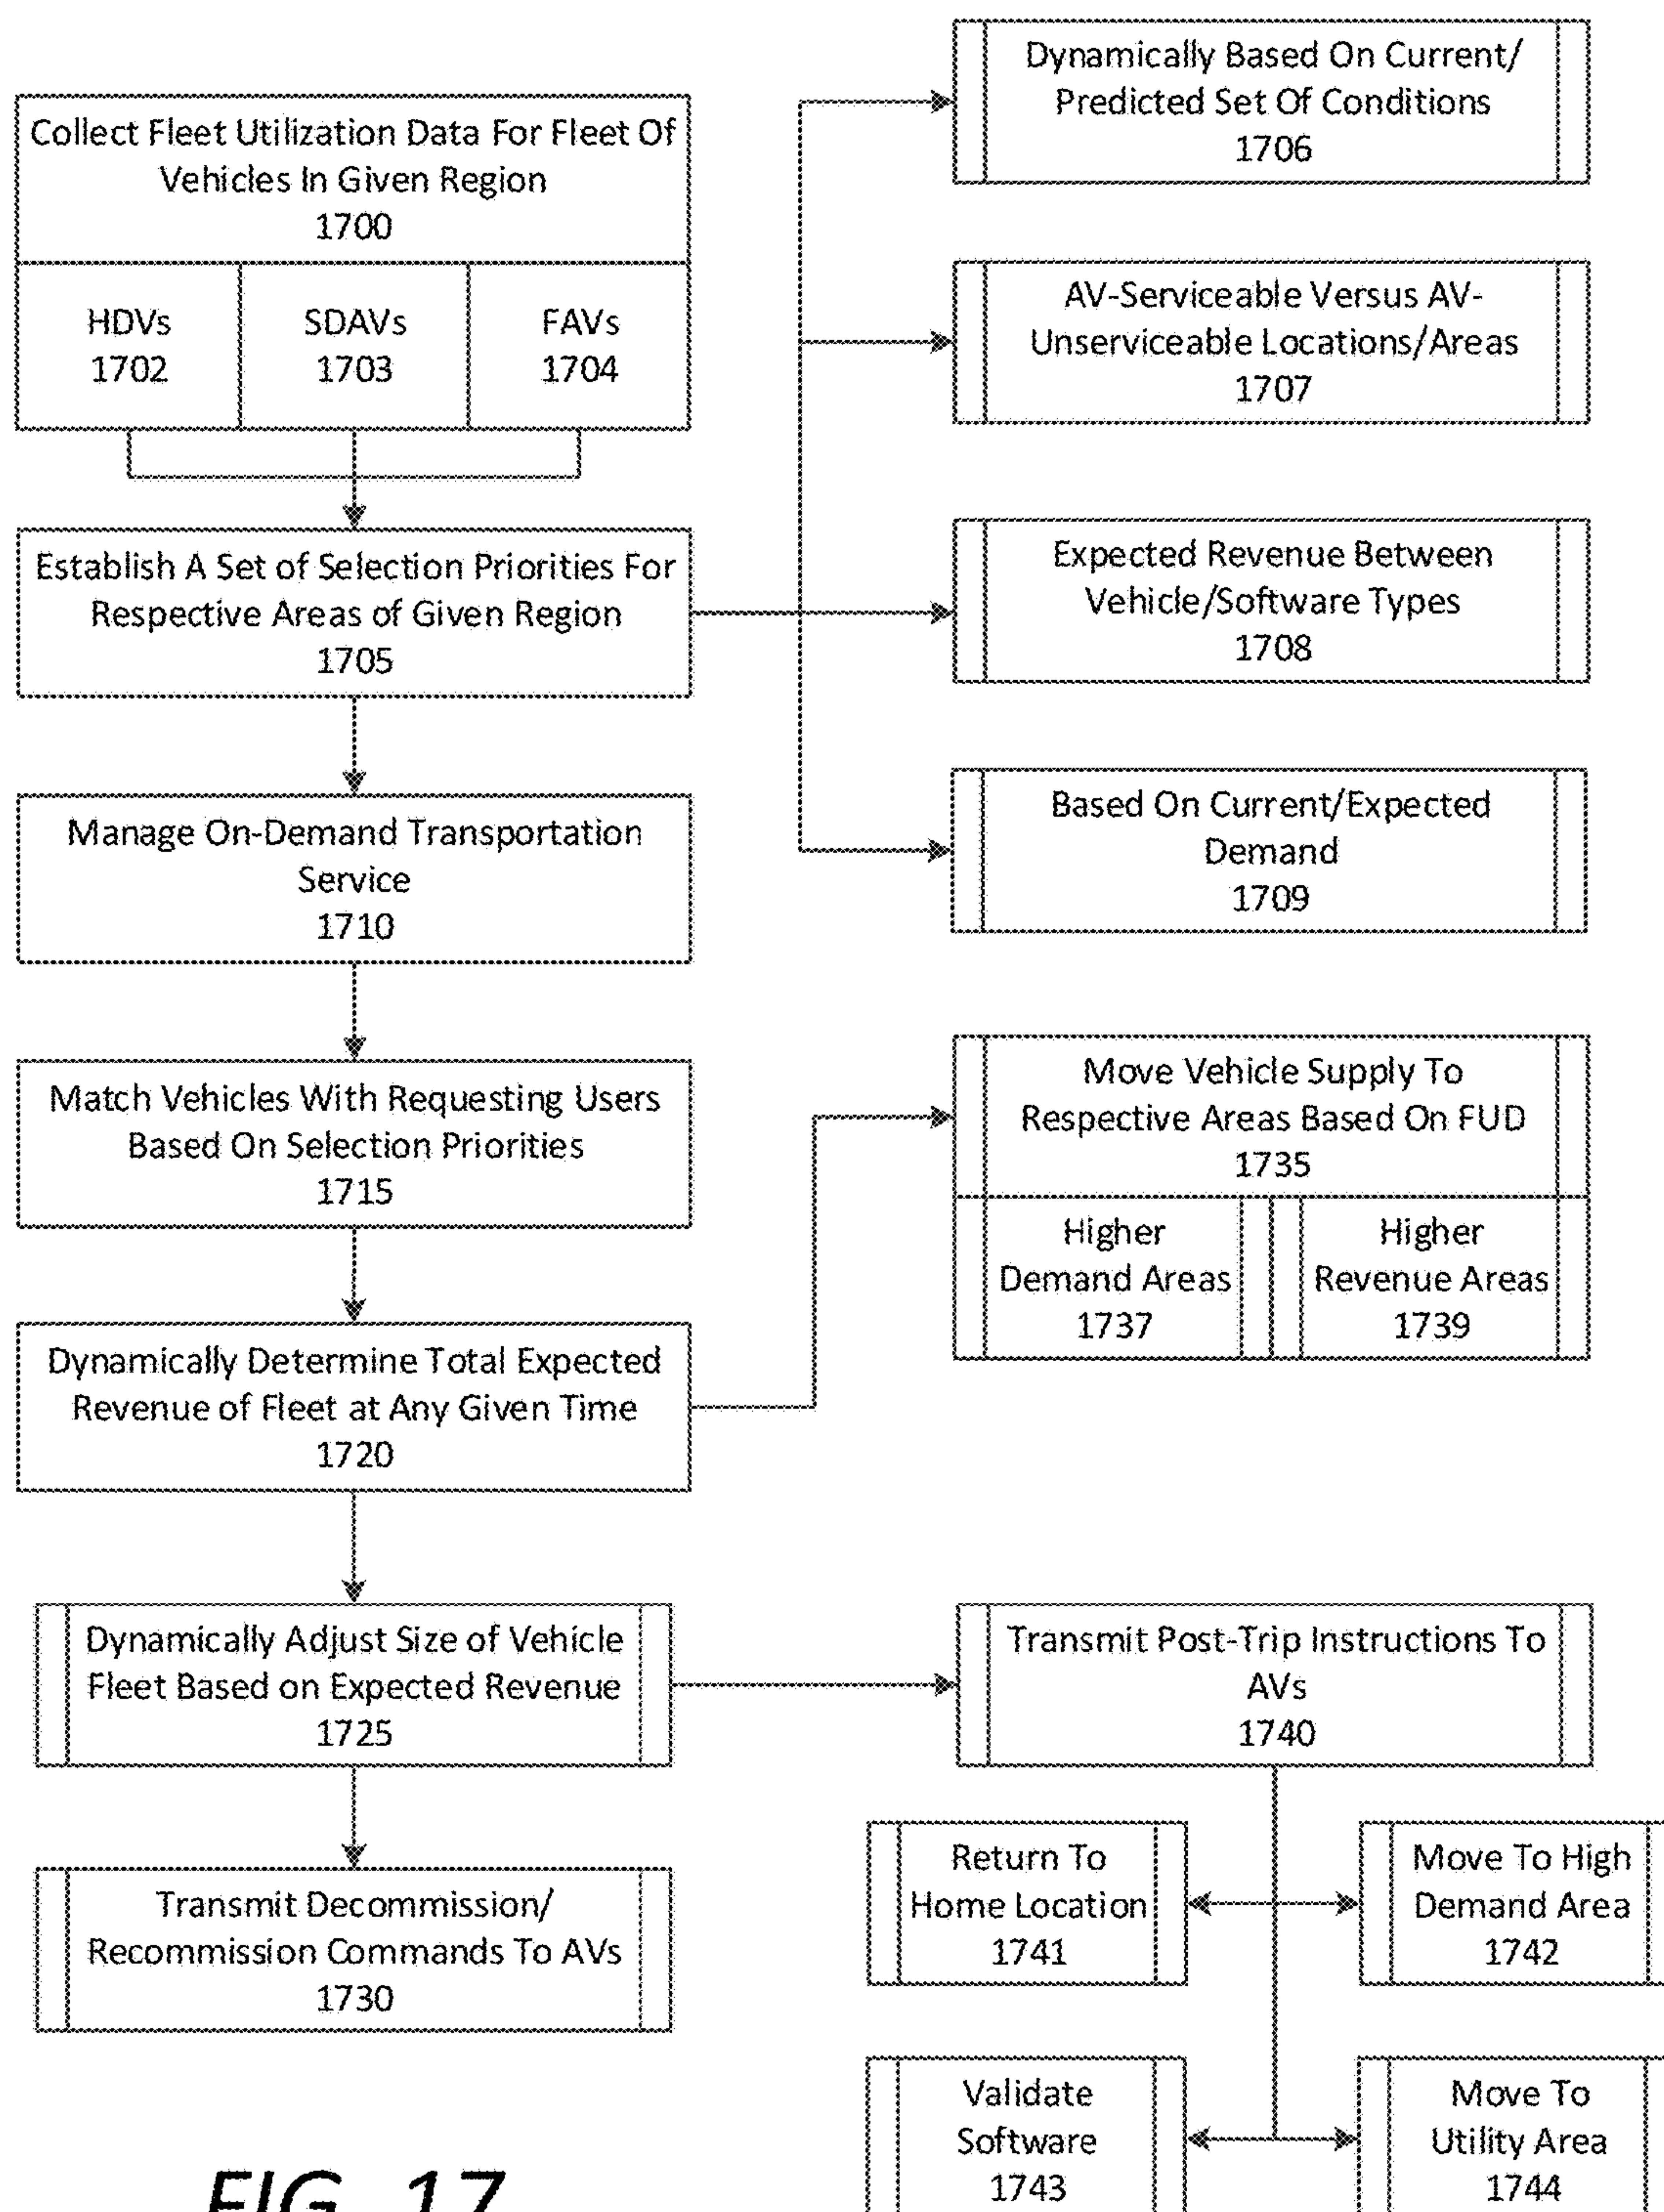 Collect Fleet Utilization Data For Fleet Of
Vehicles In Given Region
1700
HDVs
1702
SDAVs
1703
FAVs
1704
Establish A Set of Selection Priorities For
Respective Areas of Given Region
1705
Dynamically Based On Current/
Predicted Set Of Conditions
1706
AV-Serviceable Versus AV-
Unserviceable Locations/Areas
1707
Expected Revenue Between
Vehicle/Software Types
1708
Based On Current/Expected
Demand
1709
Manage On-Demand Transportation
Service
1710
Match Vehicles With Requesting Users
Based On Selection Priorities
1715
Dynamically Determine Total Expected
Revenue of Fleet at Any Given Time
1720
Move Vehicle Supply To
Respective Areas Based On FUD
1735
Higher
Demand Areas
1737
Higher
Revenue Areas
1739
Dynamically Adjust Size of Vehicle
Fleet Based on Expected Revenue
1725
Transmit Decommission/
Recommission Commands To AVs
1730
Transmit Post-Trip Instructions To
AVs
1740
Return To
Home Location
1741
Move To High
Demand Area
1742
Validate
Software
1743
Move To
Utility Area
1744
FIG. 17